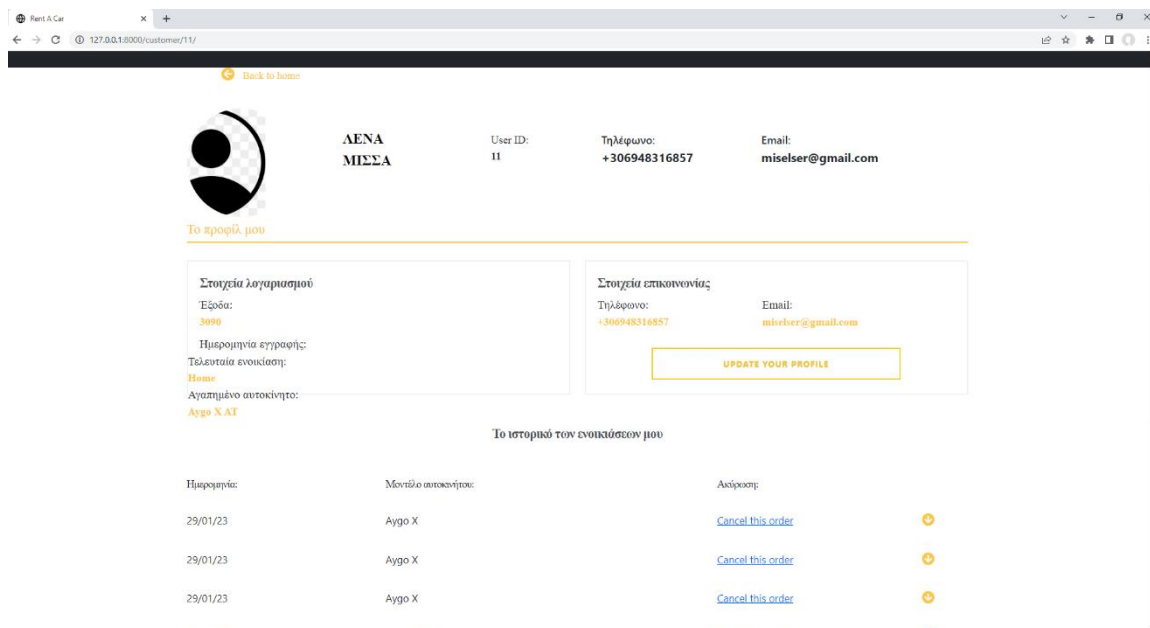 Rent A Car
127.0.0.1:8000/customer/11/
Back to home
ΛΕΝΑ
ΜΙΣΣΑ
User ID:
11
Τηλέφωνο:
+306948316857
Email:
miselser@gmail.com
Το προφίλ μου
Στοιχεία λογαριασμού
Έξοδα:
3090
Ημερομηνία εγγραφής:
Τελευταία ενοικίαση:
Home
Αγαπημένο αυτοκίνητο:
Aygo X AT
Στοιχεία επικοινωνίας
Τηλέφωνο:
+306948316857
Email:
miselser@gmail.com
UPDATE YOUR PROFILE
Το ιστορικό των ενοικιάσεων μου
Ημερομηνία: Μοντέλο αυτοκινήτου: Ακύρωση:
29/01/23 Aygo X Cancel this order
29/01/23 Aygo X Cancel this order
29/01/23 Aygo X Cancel this order